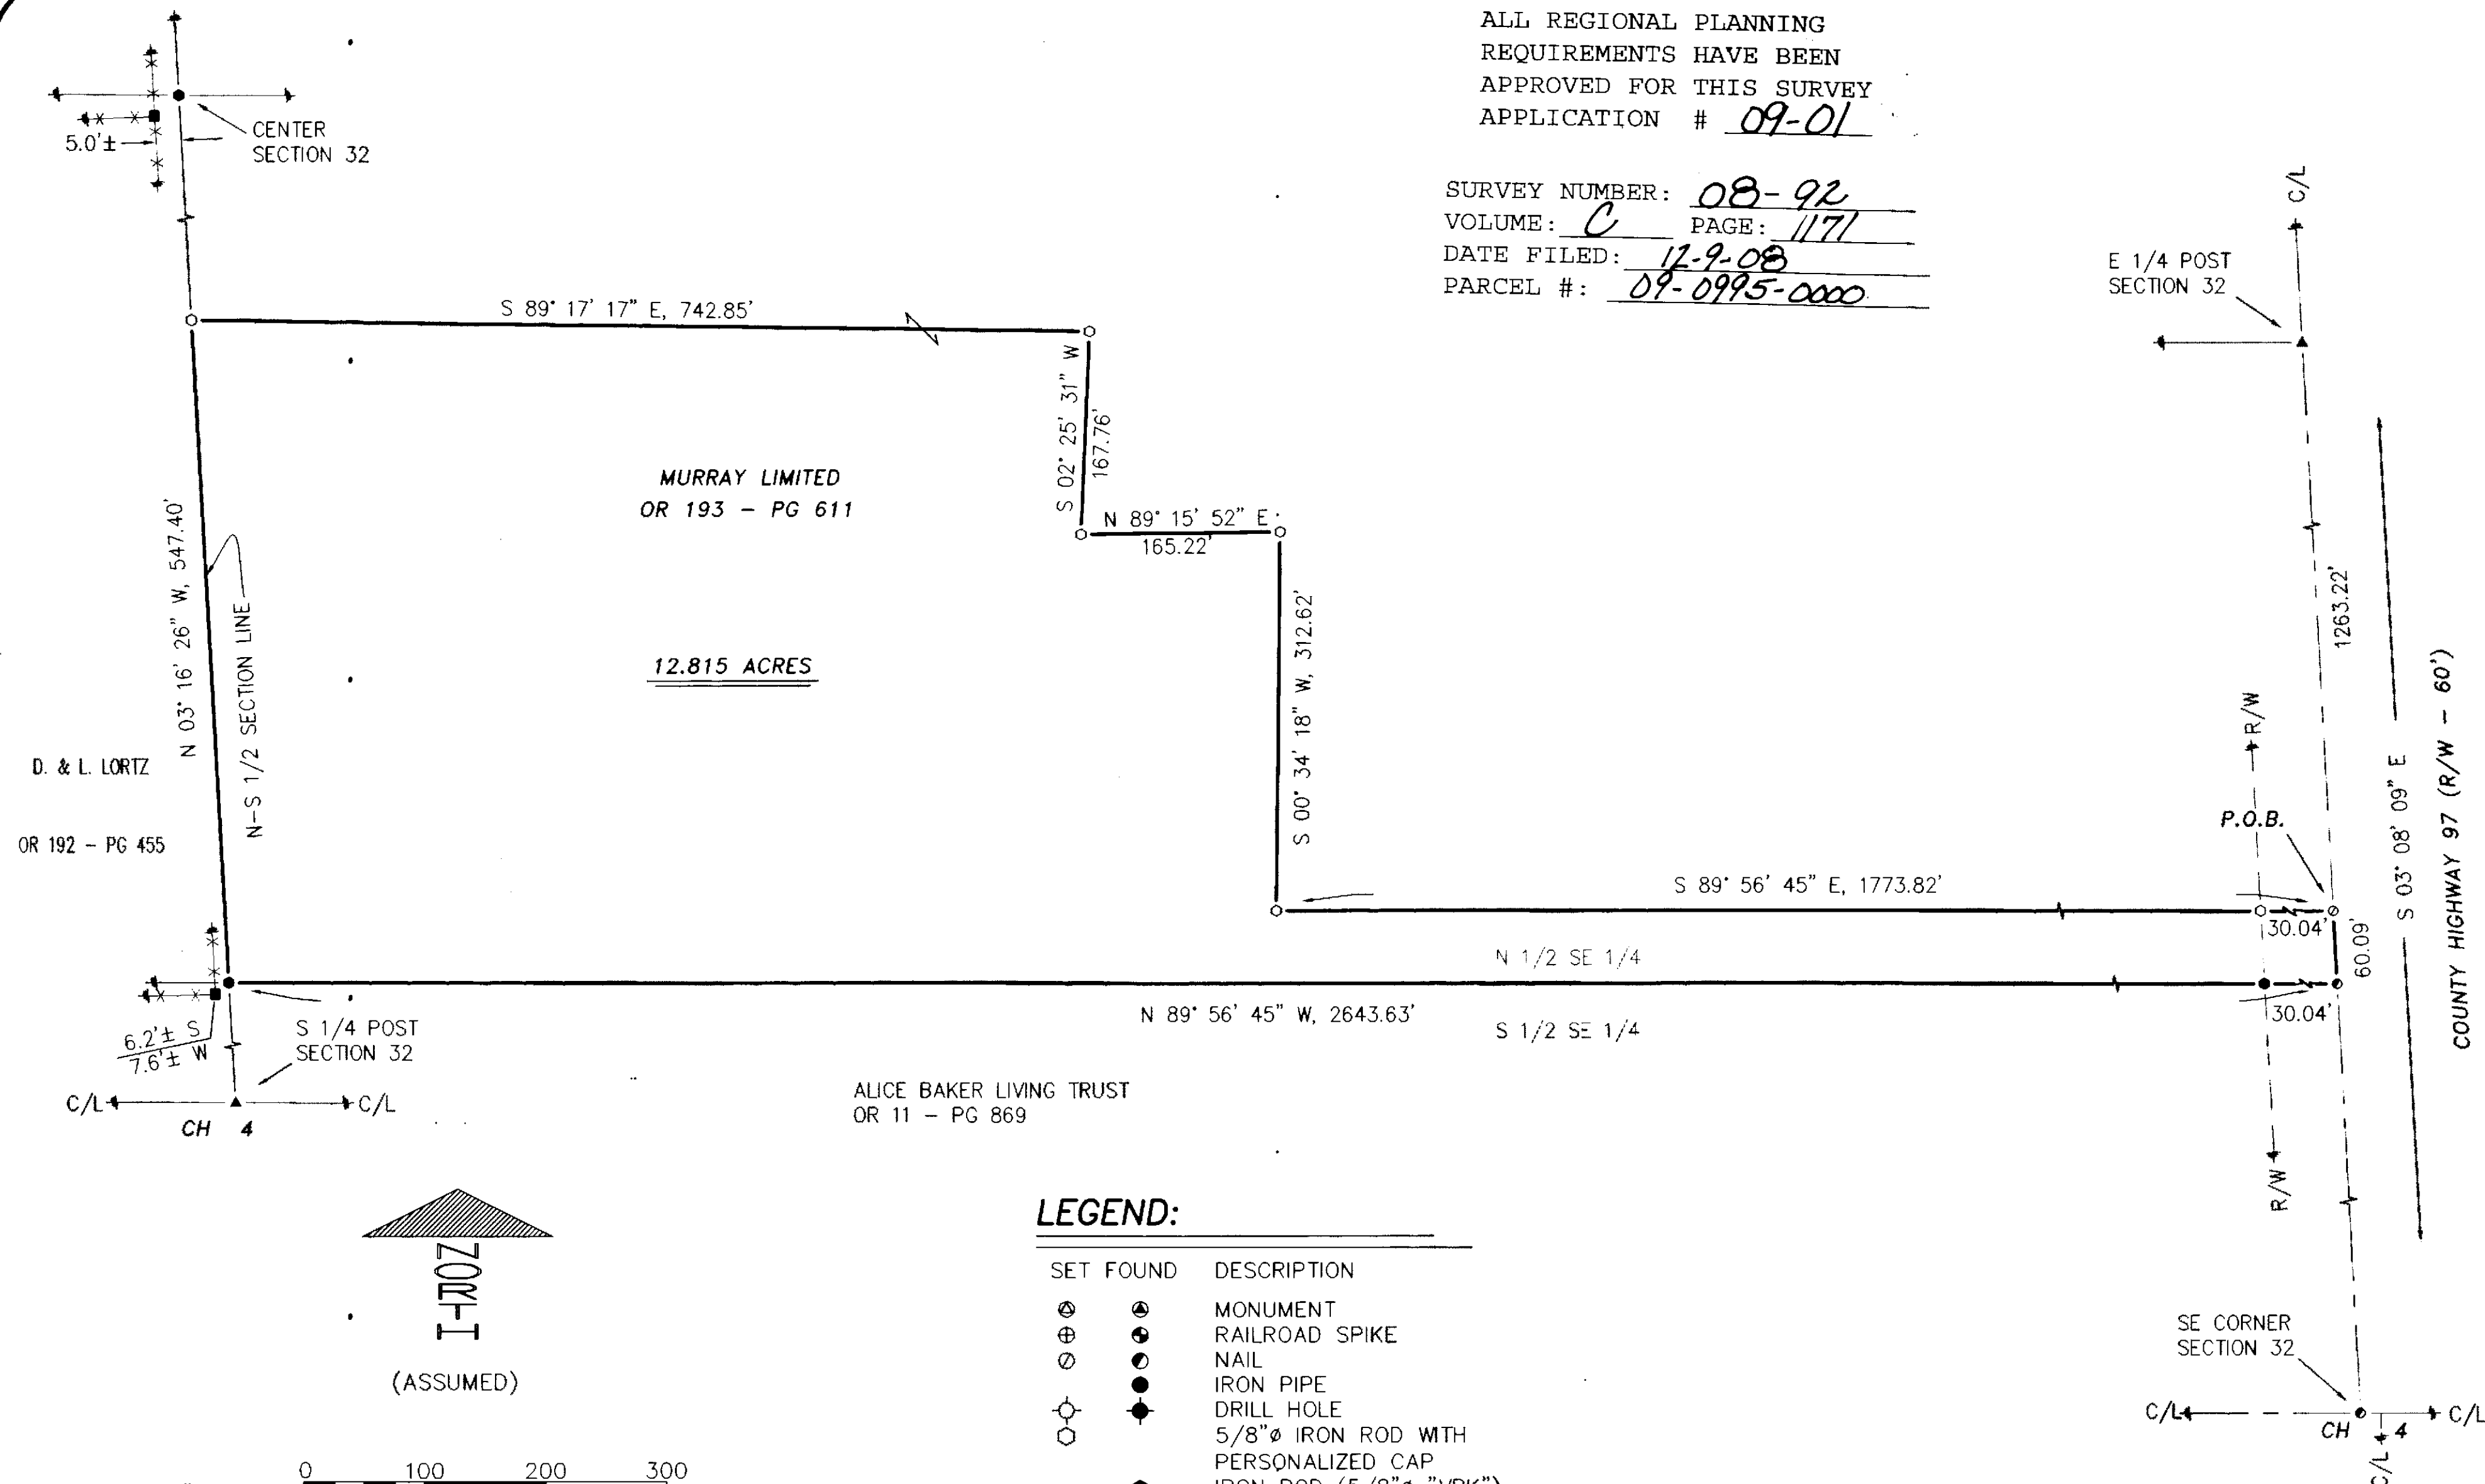 ALL REGIONAL PLANNING
REQUIREMENTS HAVE BEEN
APPROVED FOR THIS SURVEY
APPLICATION # 09-01
SURVEY NUMBER: 08-92
VOLUME: C PAGE: 1171
DATE FILED: 12-9-08
PARCEL #: 09-0995-0000
CENTER
SECTION 32
5.0'±
C/L
E 1/4 POST
SECTION 32
S 89° 17' 17" E, 742.85'
S 02° 25' 31" W
167.76'
MURRAY LIMITED
OR 193 - PG 611
N 89° 15' 52" E
165.22'
N 03° 16' 26" W, 547.40'
N-S 1/2 SECTION LINE
12.815 ACRES
S 00° 34' 18" W, 312.62'
1263.22'
R/W
S 03° 08' 09" E
COUNTY HIGHWAY 97 (R/W - 60')
D. & L. LORTZ
OR 192 - PG 455
P.O.B.
S 89° 56' 45" E, 1773.82'
30.04'
60.09'
N 1/2 SE 1/4
N 89° 56' 45" W, 2643.63'
S 1/2 SE 1/4
30.04'
6.2'± S
7.6'± W
S 1/4 POST
SECTION 32
C/L C/L
CH 4
ALICE BAKER LIVING TRUST
OR 11 - PG 869
R/W
NORTH
(ASSUMED)
LEGEND:
SET FOUND DESCRIPTION
MONUMENT
RAILROAD SPIKE
NAIL
IRON PIPE
DRILL HOLE
5/8"ø IRON ROD WITH
PERSONALIZED CAP
IRON ROD (5/8"ø "VPK")
SE CORNER
SECTION 32
C/L C/L
CH 4
C/L
0 100 200 300